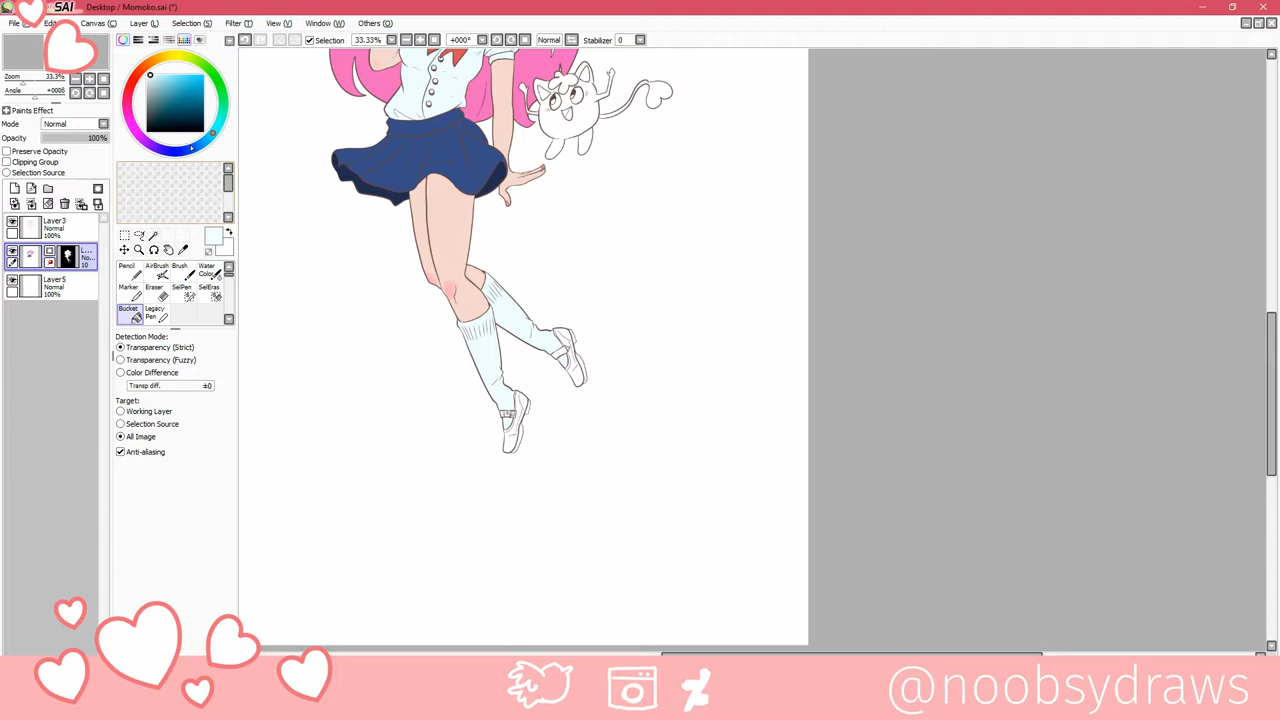 SAI Desktop / Momoko.sai (*)
Canvas (C) Layer (L) Selection (S) Filter (T) View (V) Window (W) Others (O)
Selection 33.33% +000° Normal Stabilizer 0
Zoom 33.3%
Angle +000ß
Paints Effect
Mode Normal
Opacity 100%
Preserve Opacity
Clipping Group
Selection Source
Layer3
Normal
100%
L...
No...
10
Layer5
Normal
100%
Pencil AirBrush Brush Water Color
Marker Eraser SelPen SelEras
Bucket Legacy Pen
Detection Mode:
Transparency (Strict)
Transparency (Fuzzy)
Color Difference
Transp diff. ±0
Target:
Working Layer
Selection Source
All Image
Anti-aliasing
@noobsydraws